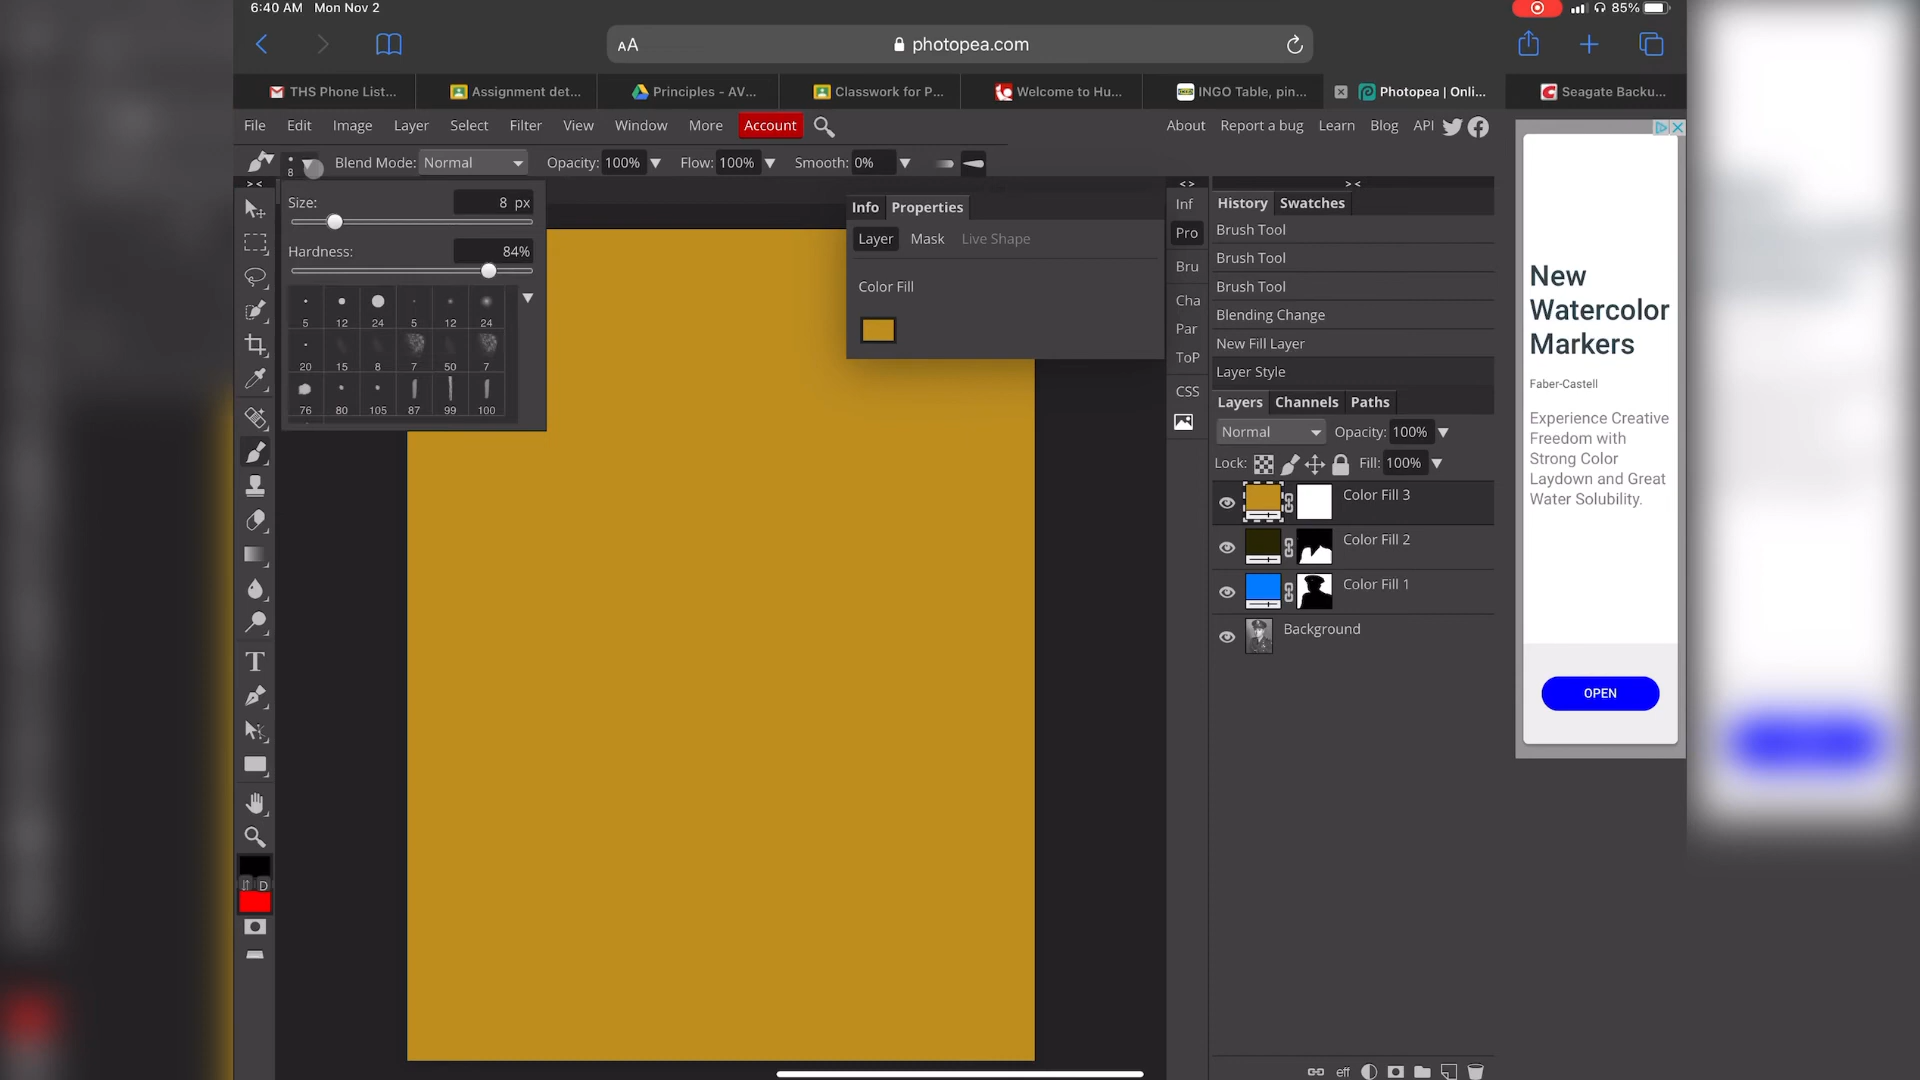 6:40 AM Mon Nov 2
85%
AA
photopea.com
THS Phone List...
Assignment det...
Principles - AV...
Classwork for P...
Welcome to Hu...
INGO Table, pin...
Photopea | Onli...
Seagate Backu...
File Edit Image Layer Select Filter View Window More Account
About Report a bug Learn Blog API
8
Blend Mode: Normal Opacity: 100% Flow: 100% Smooth: 0%
> <
Size: 8 px
Hardness: 84%
5 12 24 5 12 24
20 15 8 7 50 7
76 80 105 87 99 100
Info Properties
Layer Mask Live Shape
Color Fill
< >
Inf
Pro
Bru
Cha
Par
ToP
CSS
> <
History Swatches
Brush Tool
Brush Tool
Brush Tool
Blending Change
New Fill Layer
Layer Style
Layers Channels Paths
Normal Opacity: 100%
Lock: Fill: 100%
Color Fill 3
Color Fill 2
Color Fill 1
Background
eff
T
D
New
Watercolor
Markers
Faber-Castell
Experience Creative
Freedom with
Strong Color
Laydown and Great
Water Solubility.
OPEN